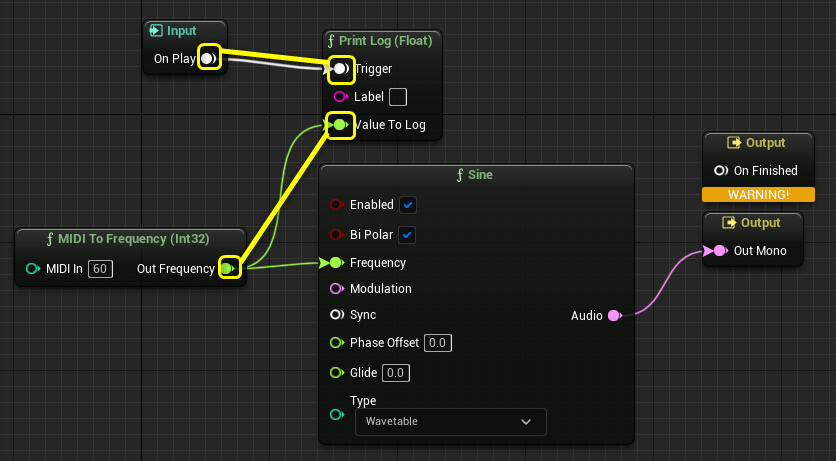 Input
On Play
Print Log (Float)
Trigger
Label
Value To Log
MIDI To Frequency (Int32)
MIDI In 60 Out Frequency
Sine
Enabled
Bi Polar
Frequency
Modulation
Sync
Audio
Phase Offset 0.0
Glide 0.0
Type
Wavetable
Output
On Finished
WARNING!
Output
Out Mono